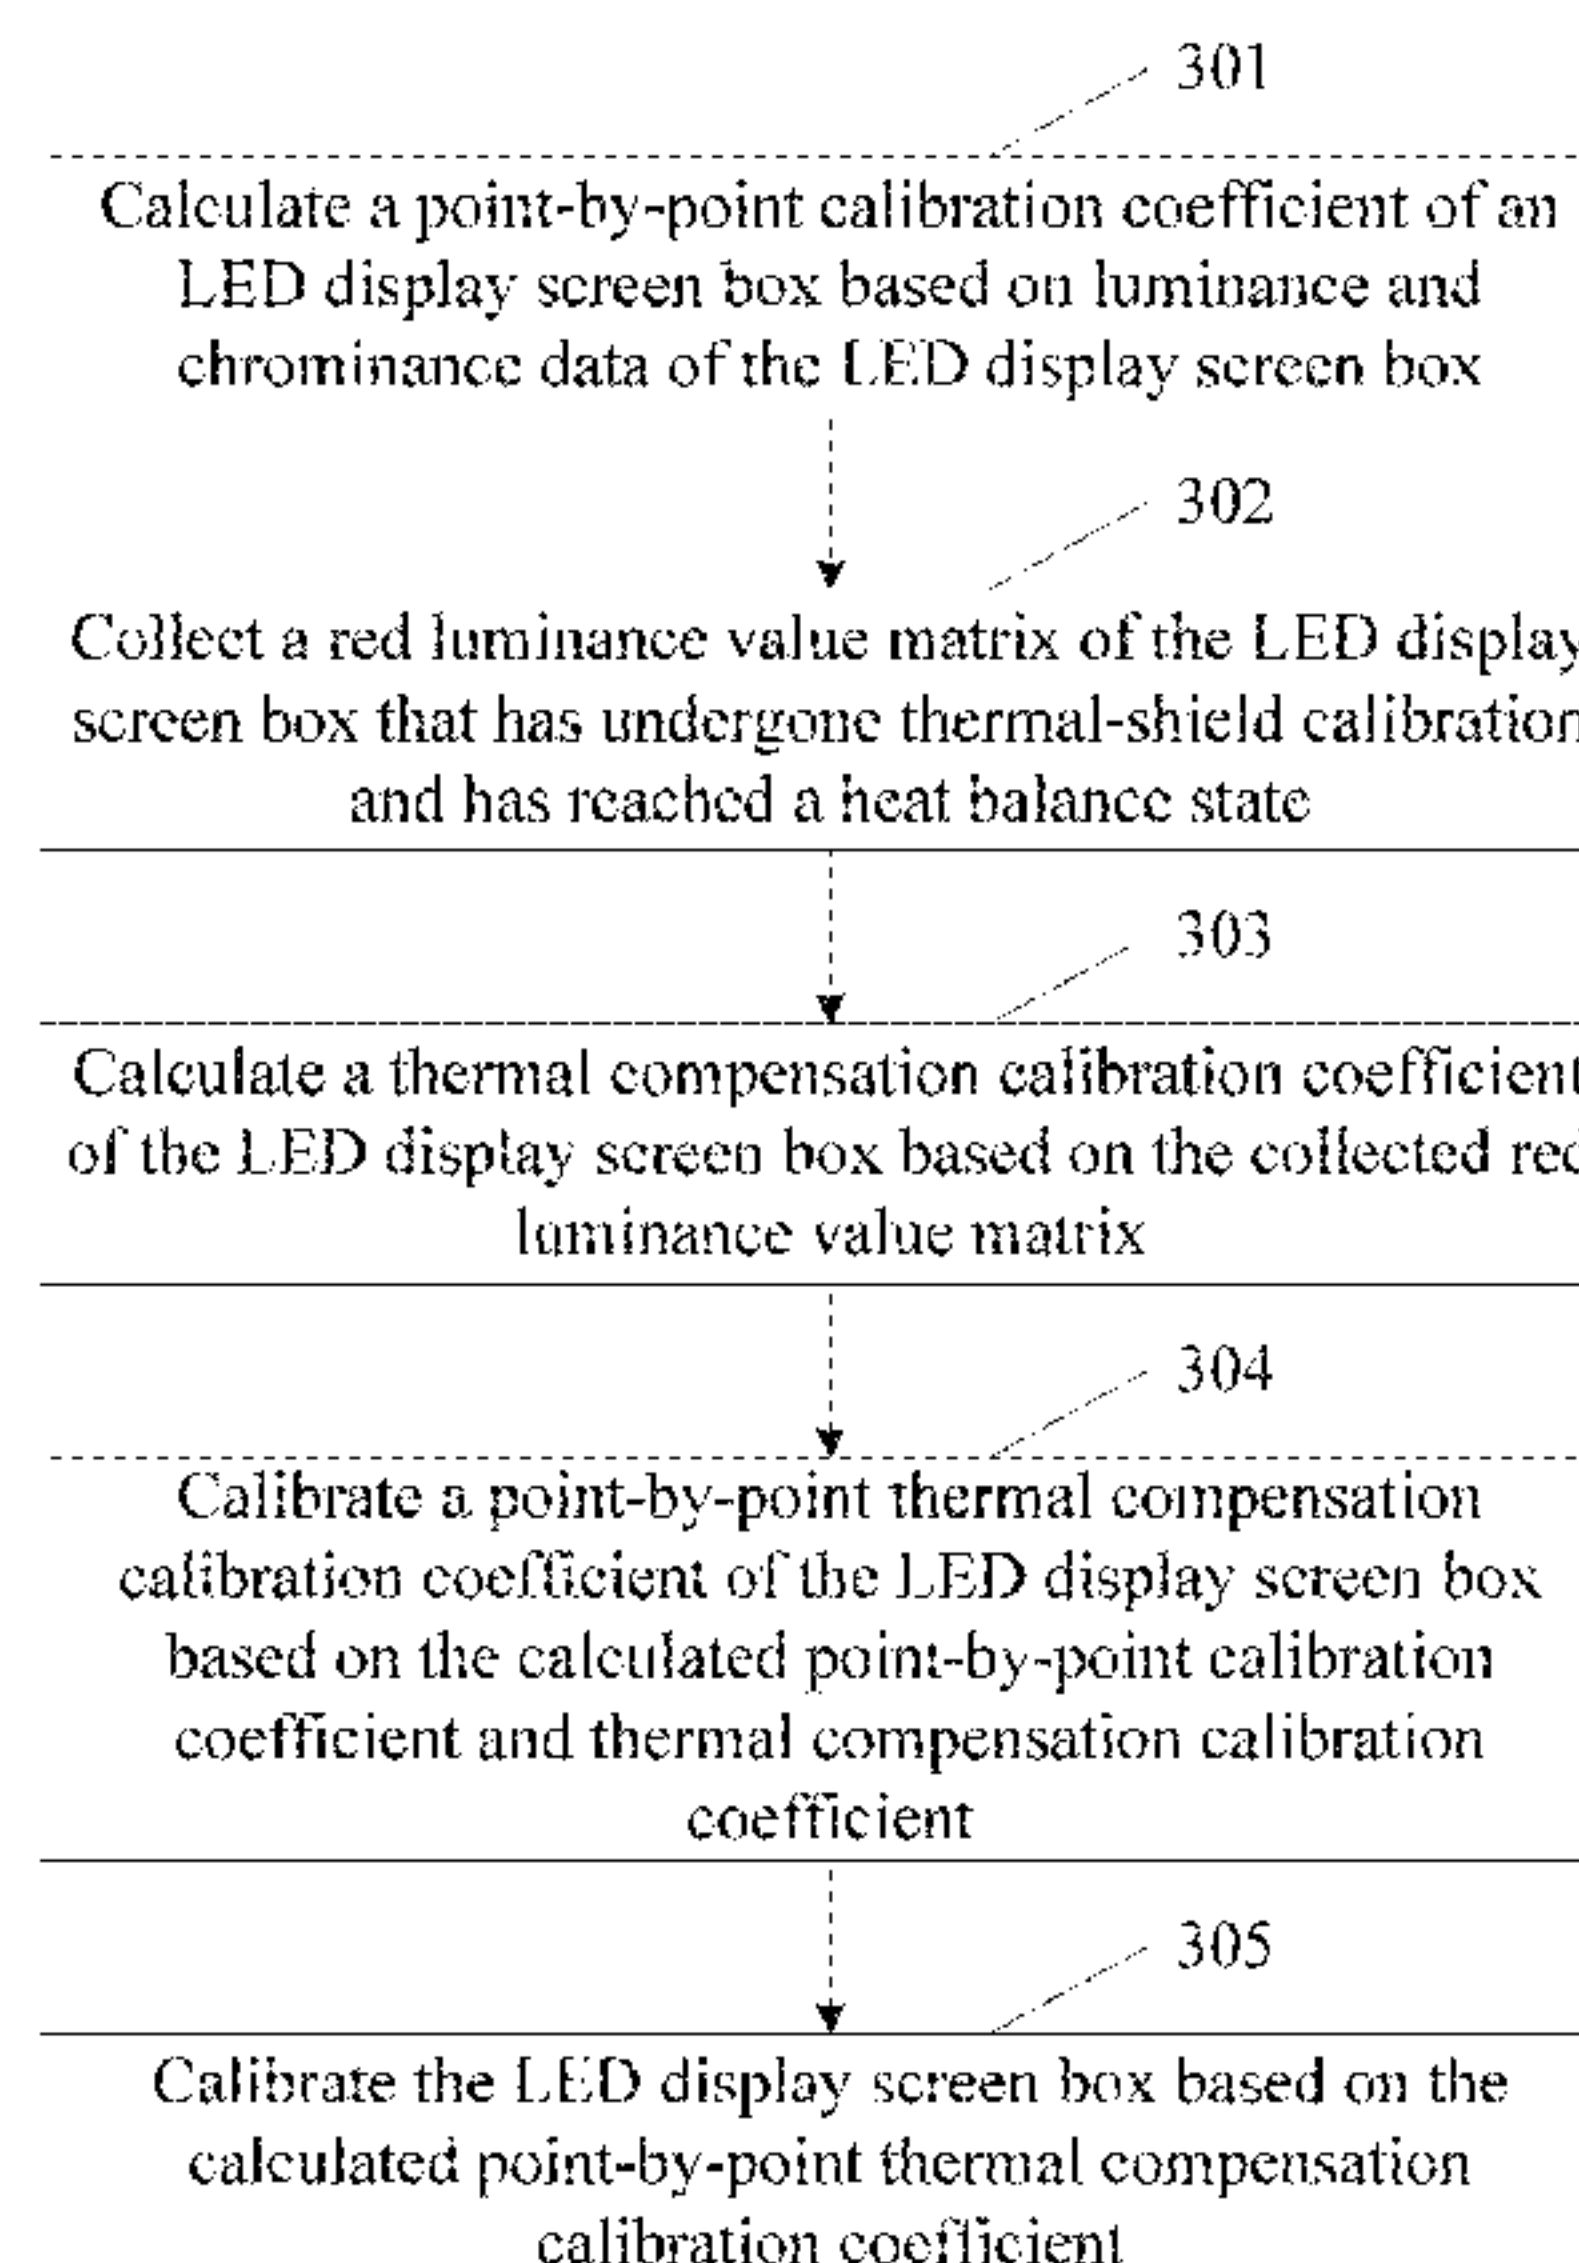 301
Calculate a point-by-point calibration coefficient of an
LED display screen box based on luminance and
chrominance data of the LED display screen box
302
Collect a red luminance value matrix of the LED display
screen box that has undergone thermal-shield calibration
and has reached a heat balance state
303
Calculate a thermal compensation calibration coefficient
of the LED display screen box based on the collected red
luminance value matrix
304
Calibrate a point-by-point thermal compensation
calibration coefficient of the LED display screen box
based on the calculated point-by-point calibration
coefficient and thermal compensation calibration
coefficient
305
Calibrate the LED display screen box based on the
calculated point-by-point thermal compensation
calibration coefficient